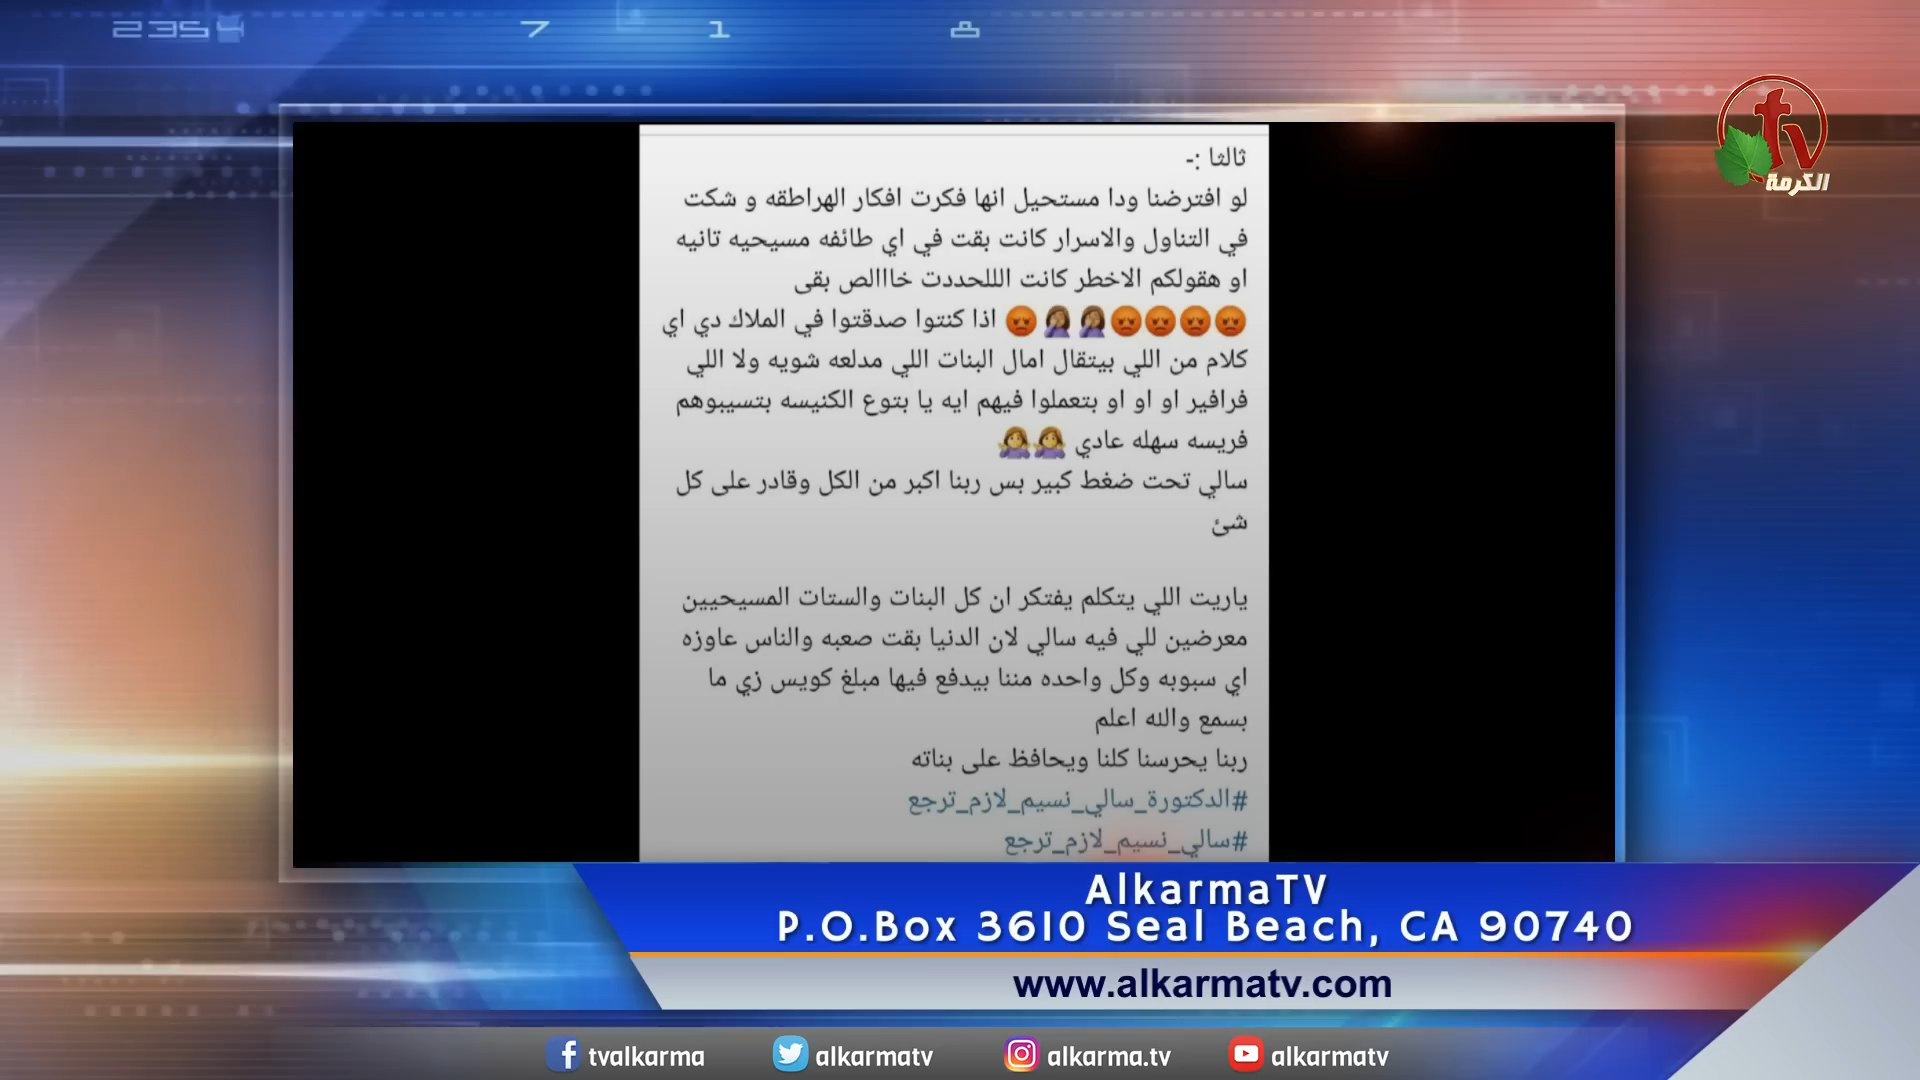 2354 7 1
tv
الكرمة
ثالثا :-
لو افترضنا ودا مستحيل انها فكرت افكار الهراطقه و شكت
في التناول والاسرار كانت بقت في اي طائفه مسيحيه تانيه
او هقولكم الاخطر كانت الللحددت خااالص بقى
😡😡😡😡🤦🏽‍♀️🤦🏽‍♀️😡 اذا كنتوا صدقتوا في الملاك دي اي
كلام من اللي بيتقال امال البنات اللي مدلعه شويه ولا اللي
فرافير او او او بتعملوا فيهم ايه يا بتوع الكنيسه بتسيبوهم
فريسه سهله عادي 🤷‍♀️🤷‍♀️
سالي تحت ضغط كبير بس ربنا اكبر من الكل وقادر على كل
شئ
ياريت اللي يتكلم يفتكر ان كل البنات والستات المسيحيين
معرضين للي فيه سالي لان الدنيا بقت صعبه والناس عاوزه
اي سبوبه وكل واحده مننا بيدفع فيها مبلغ كويس زي ما
بسمع والله اعلم
ربنا يحرسنا كلنا ويحافظ على بناته
#الدكتورة_سالي_نسيم_لازم_ترجع
#سالي_نسيم_لازم_ترجع
AlkarmaTV
P.O.Box 3610 Seal Beach, CA 90740
www.alkarmatv.com
tvalkarma alkarmatv alkarma.tv alkarmatv